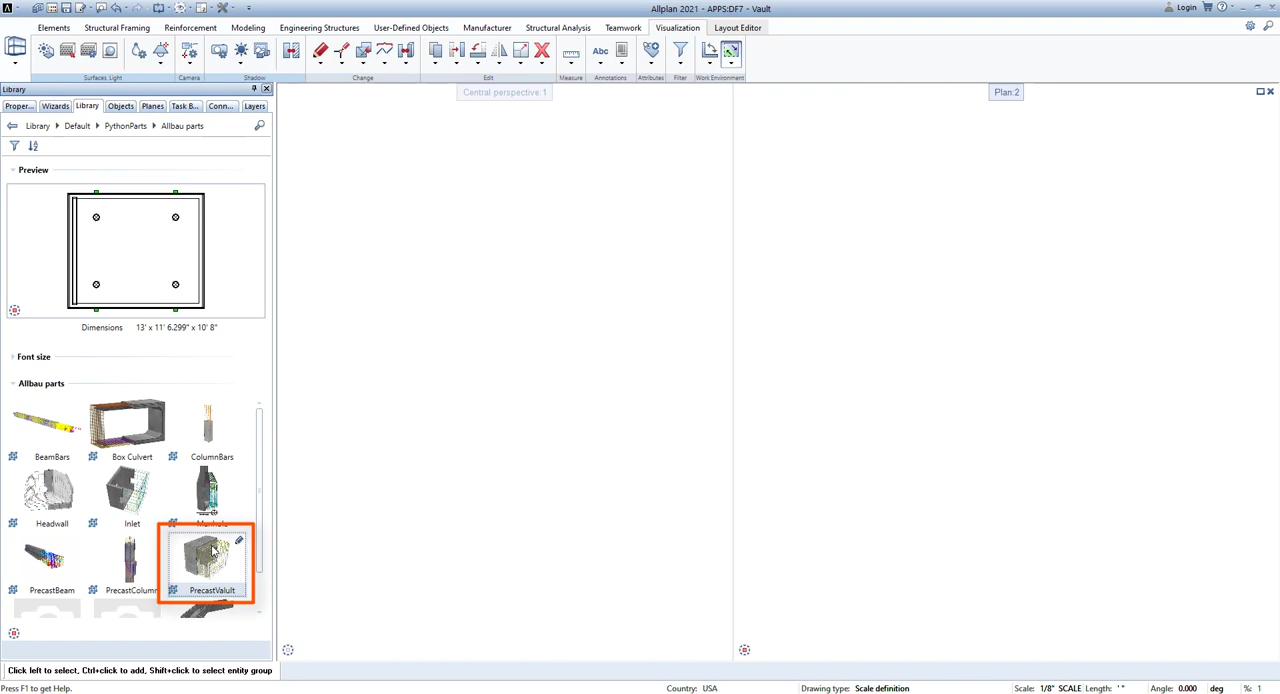 Allplan 2021 - APPS:DF7 - Vault
Login
Elements Structural Framing Reinforcement Modeling Engineering Structures User-Defined Objects Manufacturer Structural Analysis Teamwork Visualization Layout Editor
Abc
Surfaces, Light Camera Shadow Change Edit Measure Annotations Attributes Filter Work Environment
Library
Proper... Wizards Library Objects Planes Task B... Conn... Layers
Library Default PythonParts Allbau parts
Central perspective:1
Plan:2
Preview
Dimensions 13' x 11' 6.299" x 10' 8"
Font size
Allbau parts
BeamBars Box Culvert ColumnBars
Headwall Inlet Manhole
PrecastBeam PrecastColumn PrecastValult
Click left to select, Ctrl+click to add, Shift+click to select entity group
Press F1 to get Help.
Country: USA Drawing type: Scale definition Scale: 1/8" SCALE Length: ' " Angle: 0.000 deg %: 1